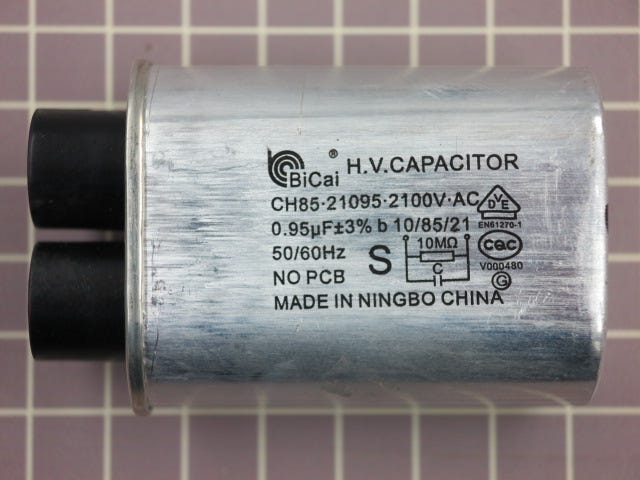 BiCai ® H.V.CAPACITOR
CH85·21095·2100V·AC
DVE
0.95µF±3% b 10/85/21
EN61270-1
50/60Hz S 10MΩ
CQC
C
V000480
NO PCB
G
MADE IN NINGBO CHINA